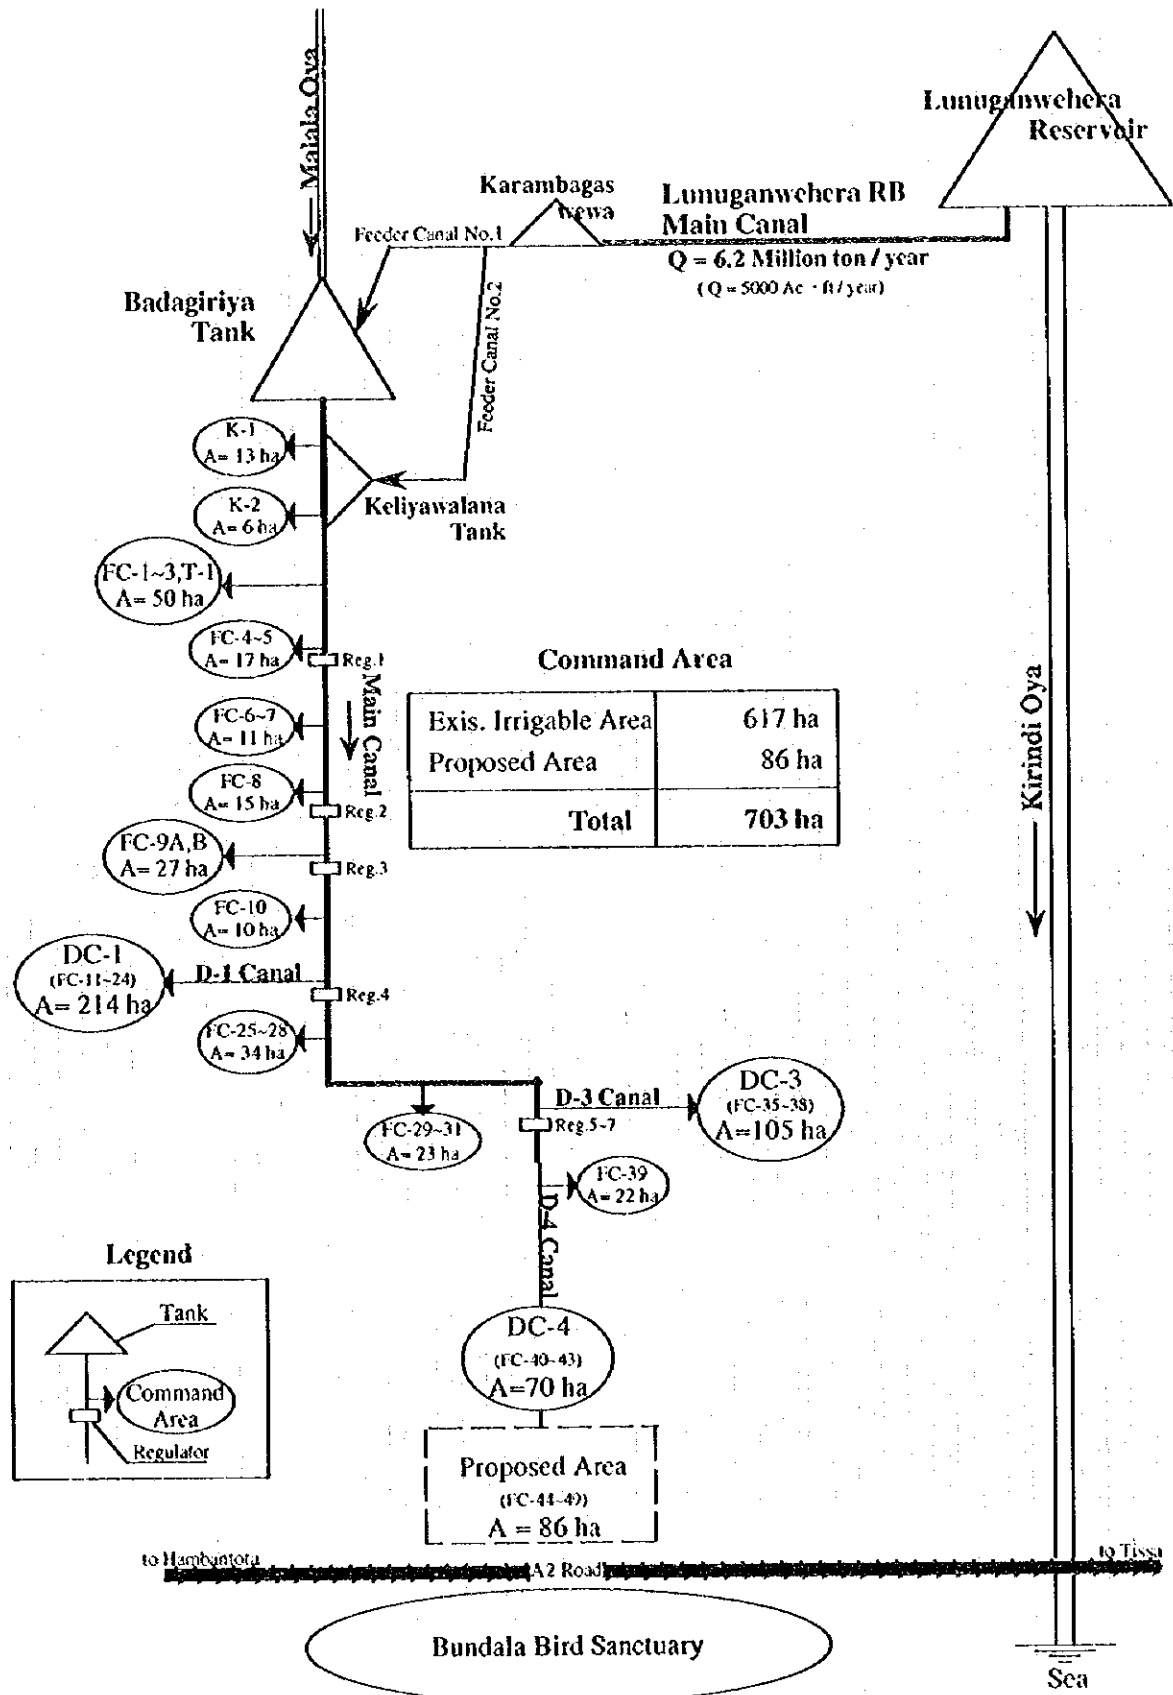 Malala Oya
Lunuganwehera
Reservoir
Karambagas
wewa
Lunuganwehera RB
Main Canal
Q = 6.2 Million ton / year
( Q = 5000 Ac · ft / year)
Feeder Canal No.1
Feeder Canal No.2
Badagiriya
Tank
K-1
A= 13 ha
K-2
A= 6 ha
Keliyawalana
Tank
FC-1~3,T-1
A= 50 ha
FC-4~5
A= 17 ha
Reg.1
Main Canal
FC-6~7
A= 11 ha
FC-8
A= 15 ha
Reg.2
FC-9A,B
A= 27 ha
Reg.3
FC-10
A= 10 ha
DC-1
(FC-11~24)
A= 214 ha
D-1 Canal
Reg.4
FC-25~28
A= 34 ha
Command Area
Exis. Irrigable Area 617 ha
Proposed Area 86 ha
Total 703 ha
Kirindi Oya
FC-29~31
A= 23 ha
D-3 Canal
Reg.5~7
DC-3
(FC-35~38)
A=105 ha
FC-39
A= 22 ha
D-4 Canal
DC-4
(FC-40~43)
A=70 ha
Proposed Area
(FC-44~49)
A = 86 ha
Legend
Tank
Command
Area
Regulator
to Hambantota
A2 Road
to Tissa
Bundala Bird Sanctuary
Sea